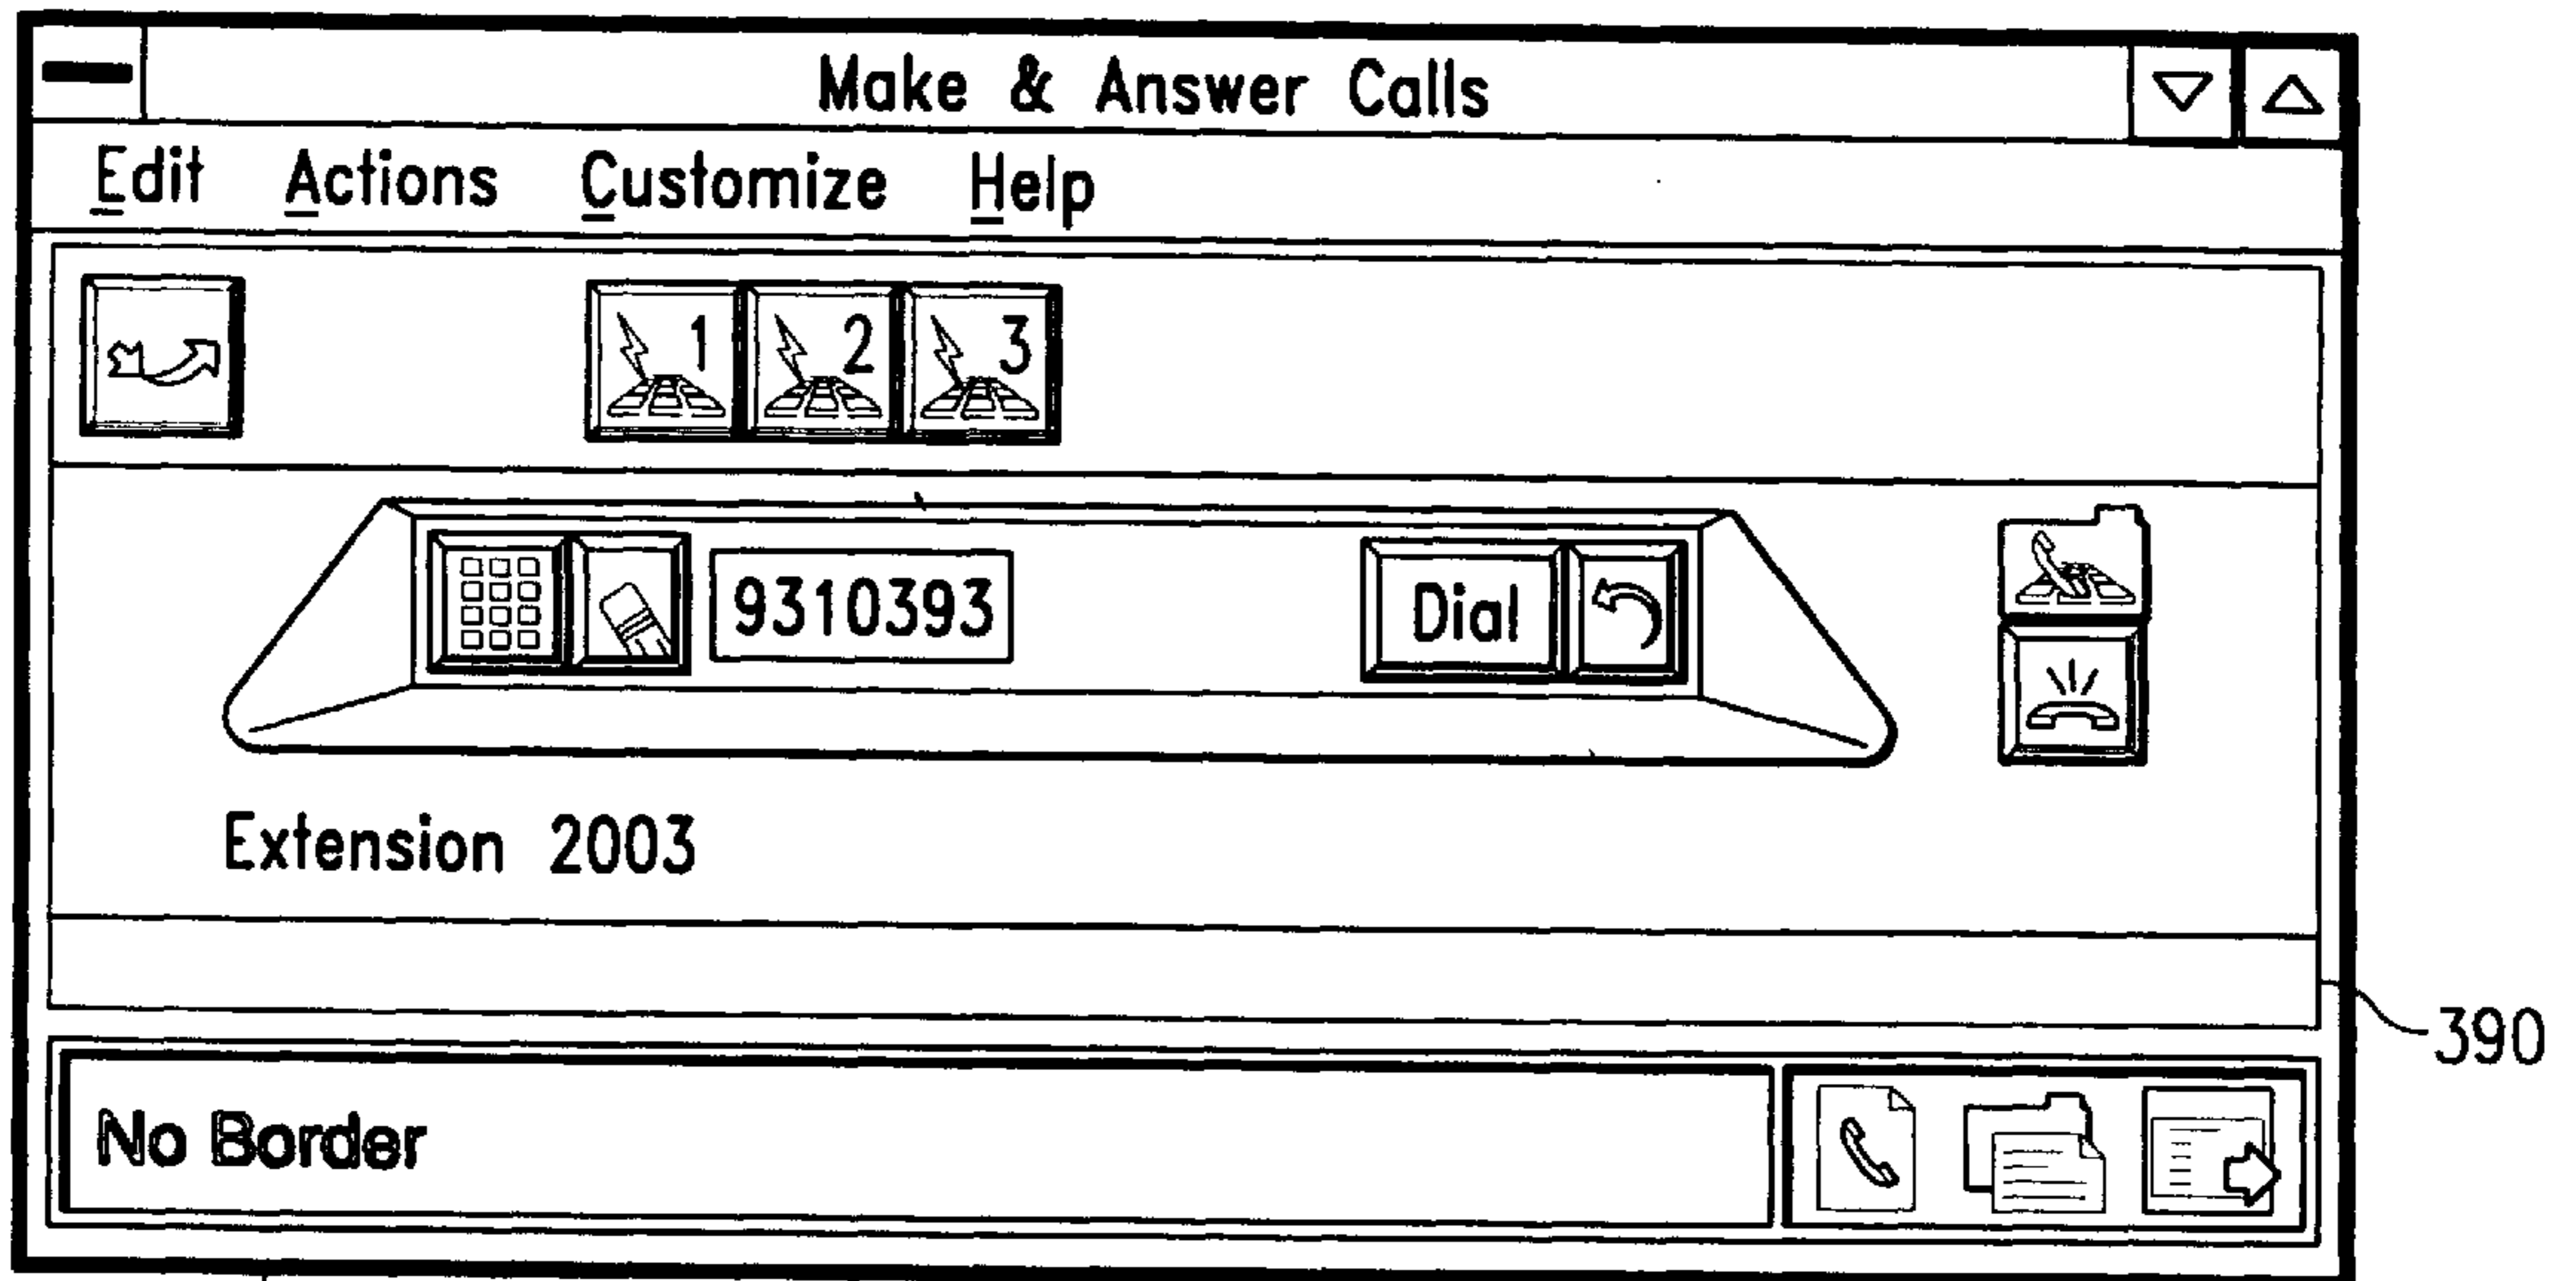 Make & Answer Calls
Edit Actions Customize Help
1 2 3
9310393 Dial
Extension 2003
390
No Border